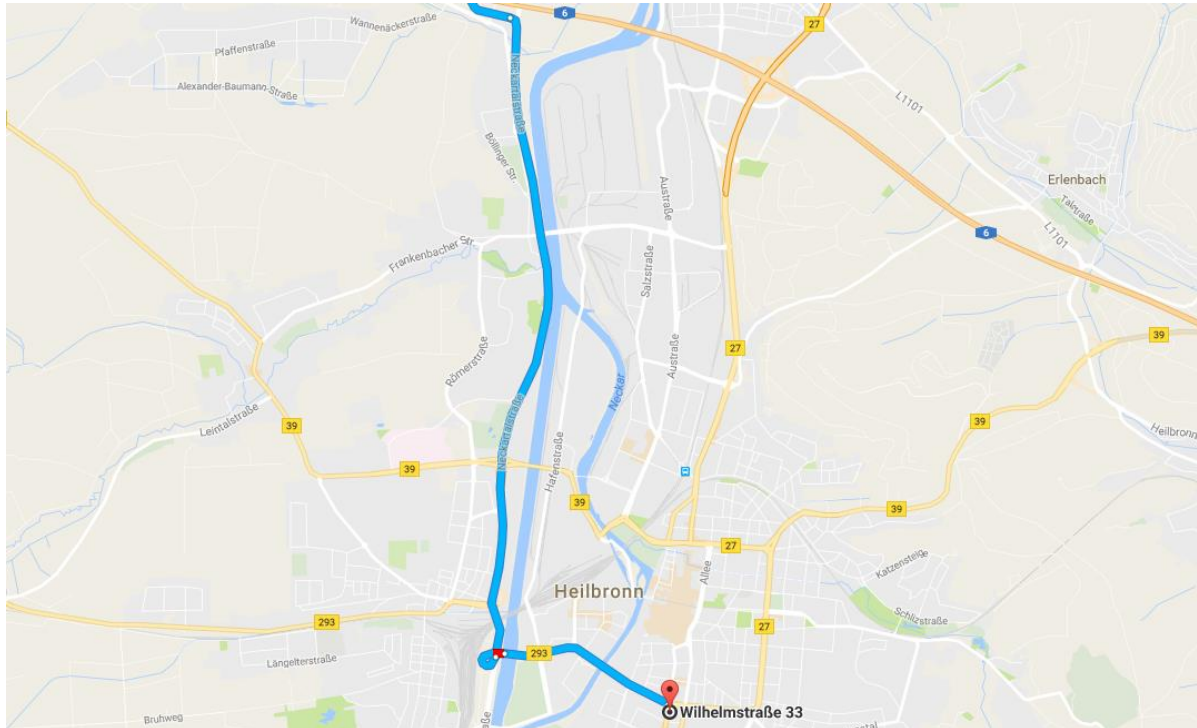 Wannenäckerstraße
6
27
Pfaffenstraße
Neckartalstraße
Alexander-Baumann-Straße
L1101
Böllinger Str.
Erlenbach
Austraße
Talstraße
Frankenbacher Str.
6
L1101
Salzstraße
39
Römerstraße
27
Austraße
Neckar
Leintalstraße
39
Neckartalstraße
39
Heilbronn
39
Hafenstraße
39
39
27
Allee
Katzensteige
Heilbronn
Schlizstraße
293
27
293
Längelterstraße
Wilhelmstraße 33
Bruhweg